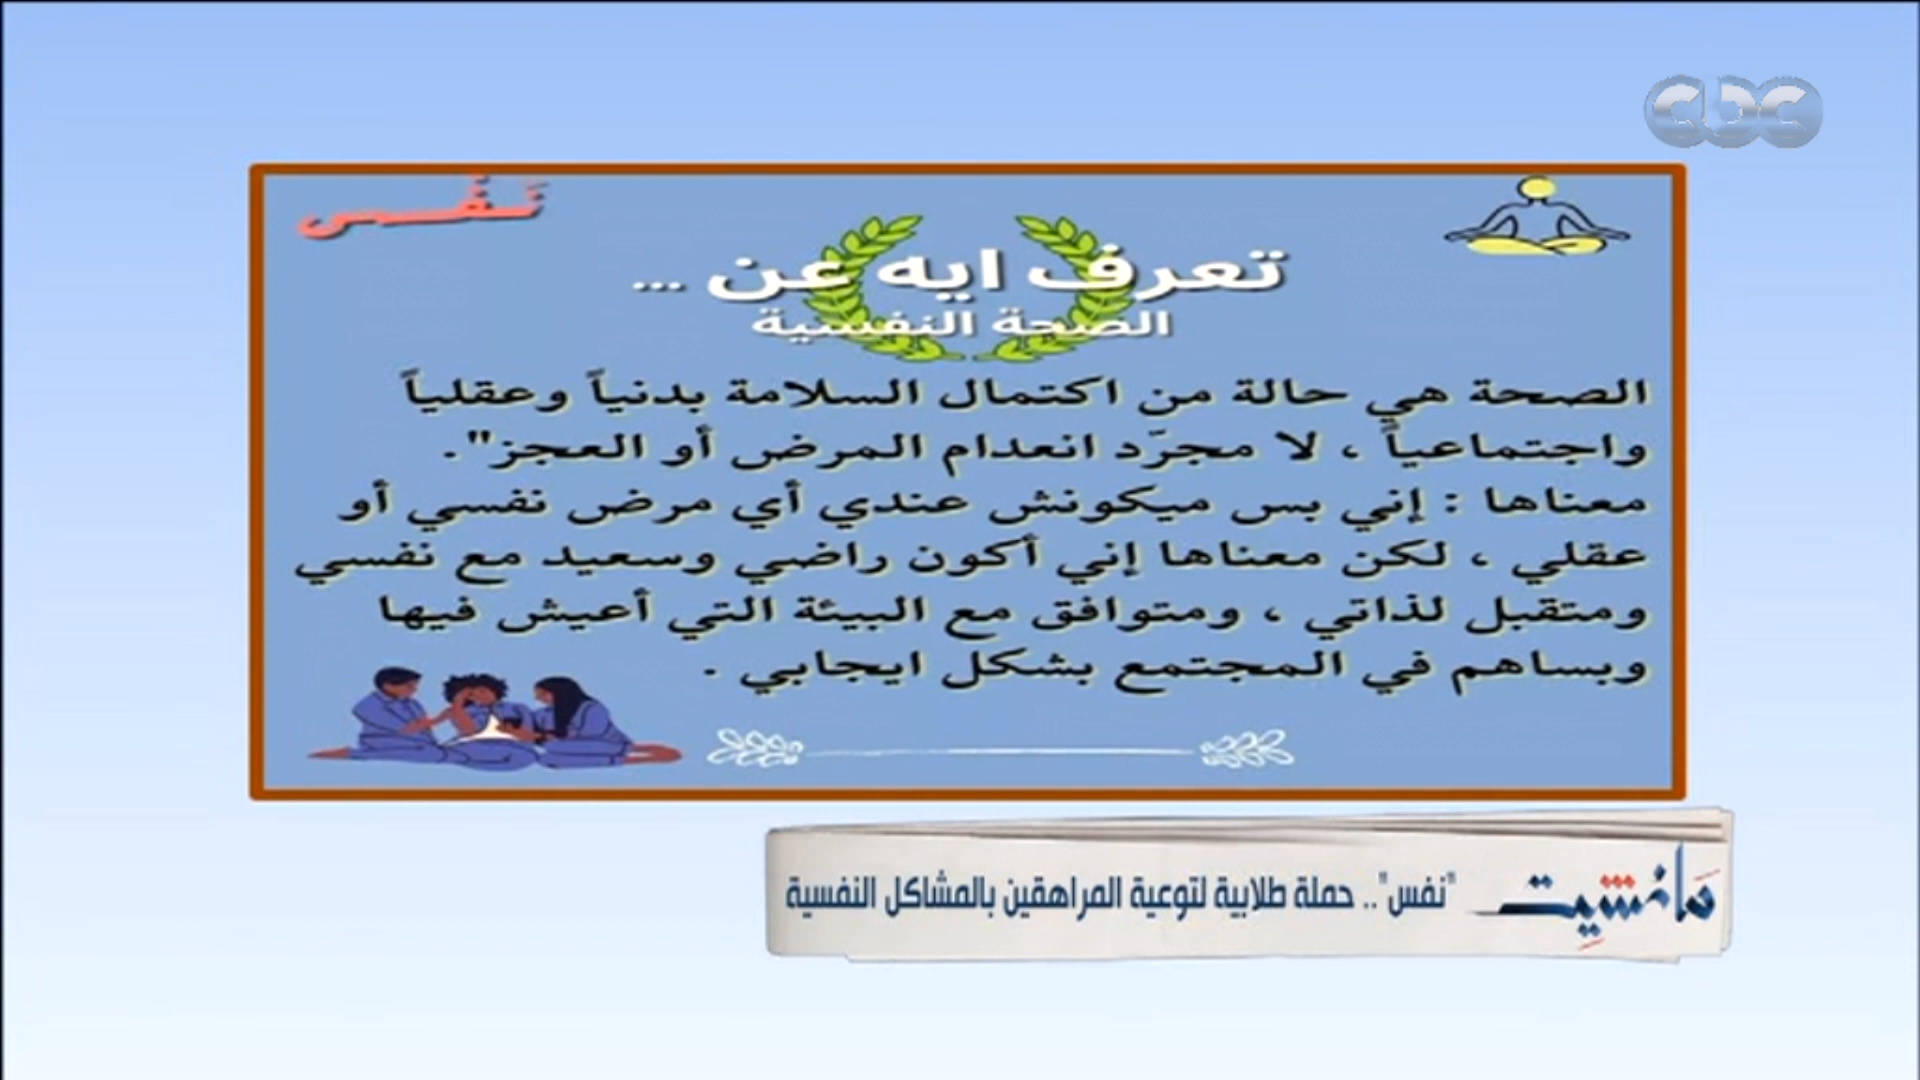 cbc
نَفْسي
تعرف ايه عن ...
الصحة النفسية
الصحة هي حالة من اكتمال السلامة بدنياً وعقلياً
واجتماعياً ، لا مجرّد انعدام المرض أو العجز".
معناها : إني بس ميكونش عندي أي مرض نفسي أو
عقلي ، لكن معناها إني أكون راضي وسعيد مع نفسي
ومتقبل لذاتي ، ومتوافق مع البيئة التي أعيش فيها
وبساهم في المجتمع بشكل ايجابي .
مانشيت
"نفس".. حملة طلابية لتوعية المراهقين بالمشاكل النفسية